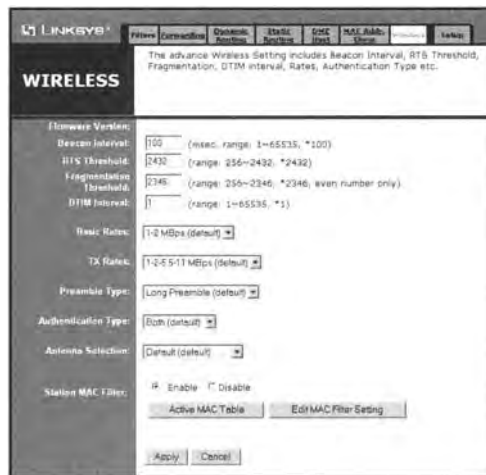 LINKSYS®
Filters Forwarding Dynamic Routing Static Routing DMZ Host MAC Addr. Clone Wireless Setup
WIRELESS
The advance Wireless Setting includes Beacon Interval, RTS Threshold,
Fragmentation, DTIM interval, Rates, Authentication Type etc.
Firmware Version:
Beacon Interval: 100 (msec, range: 1~65535, *100)
RTS Threshold: 2432 (range: 256~2432, *2432)
Fragmentation Threshold: 2346 (range: 256~2346, *2346, even number only)
DTIM Interval: 1 (range: 1~65535, *1)
Basic Rates: 1-2 MBps (default)
TX Rates: 1-2-5.5-11 MBps (default)
Preamble Type: Long Preamble (default)
Authentication Type: Both (default)
Antenna Selection: Default (default)
Station MAC Filter: Enable Disable
Active MAC Table Edit MAC Filter Setting
Apply Cancel